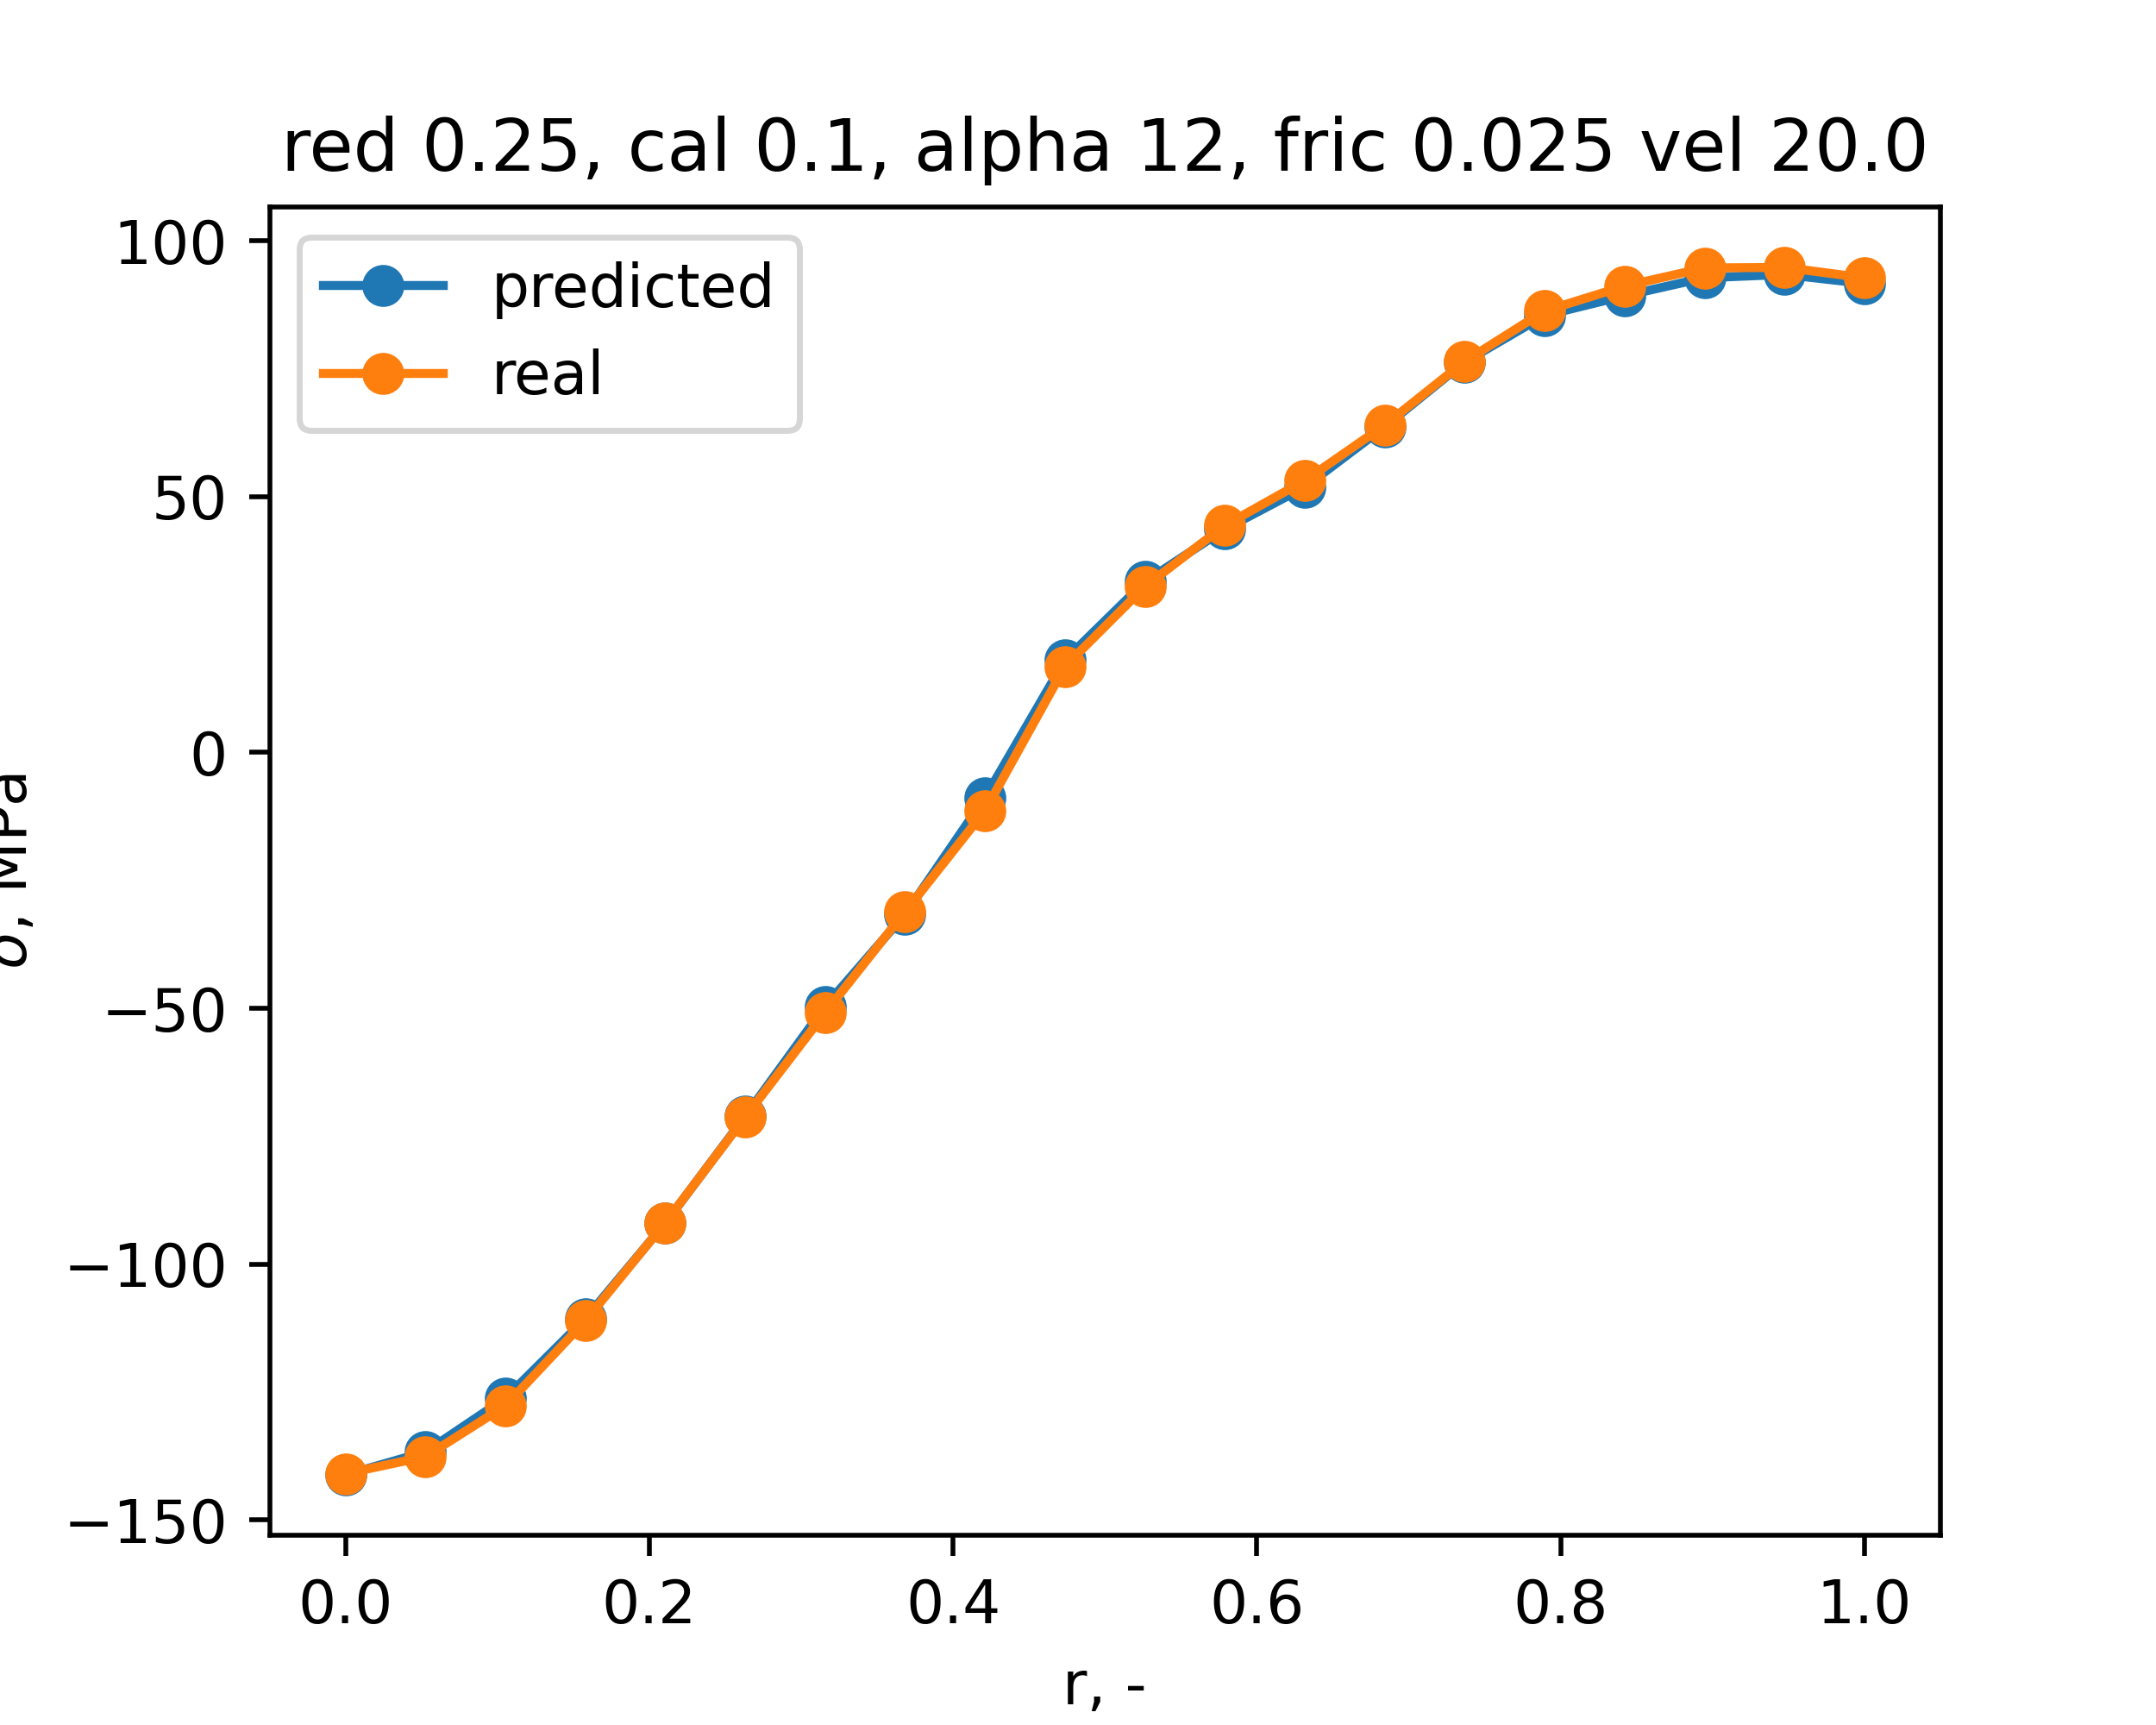 red 0.25, cal 0.1, alpha 12, fric 0.025 vel 20.0
predicted
real
100
50
0
−50
−100
−150
σ, MPa
0.0 0.2 0.4 0.6 0.8 1.0
r, -